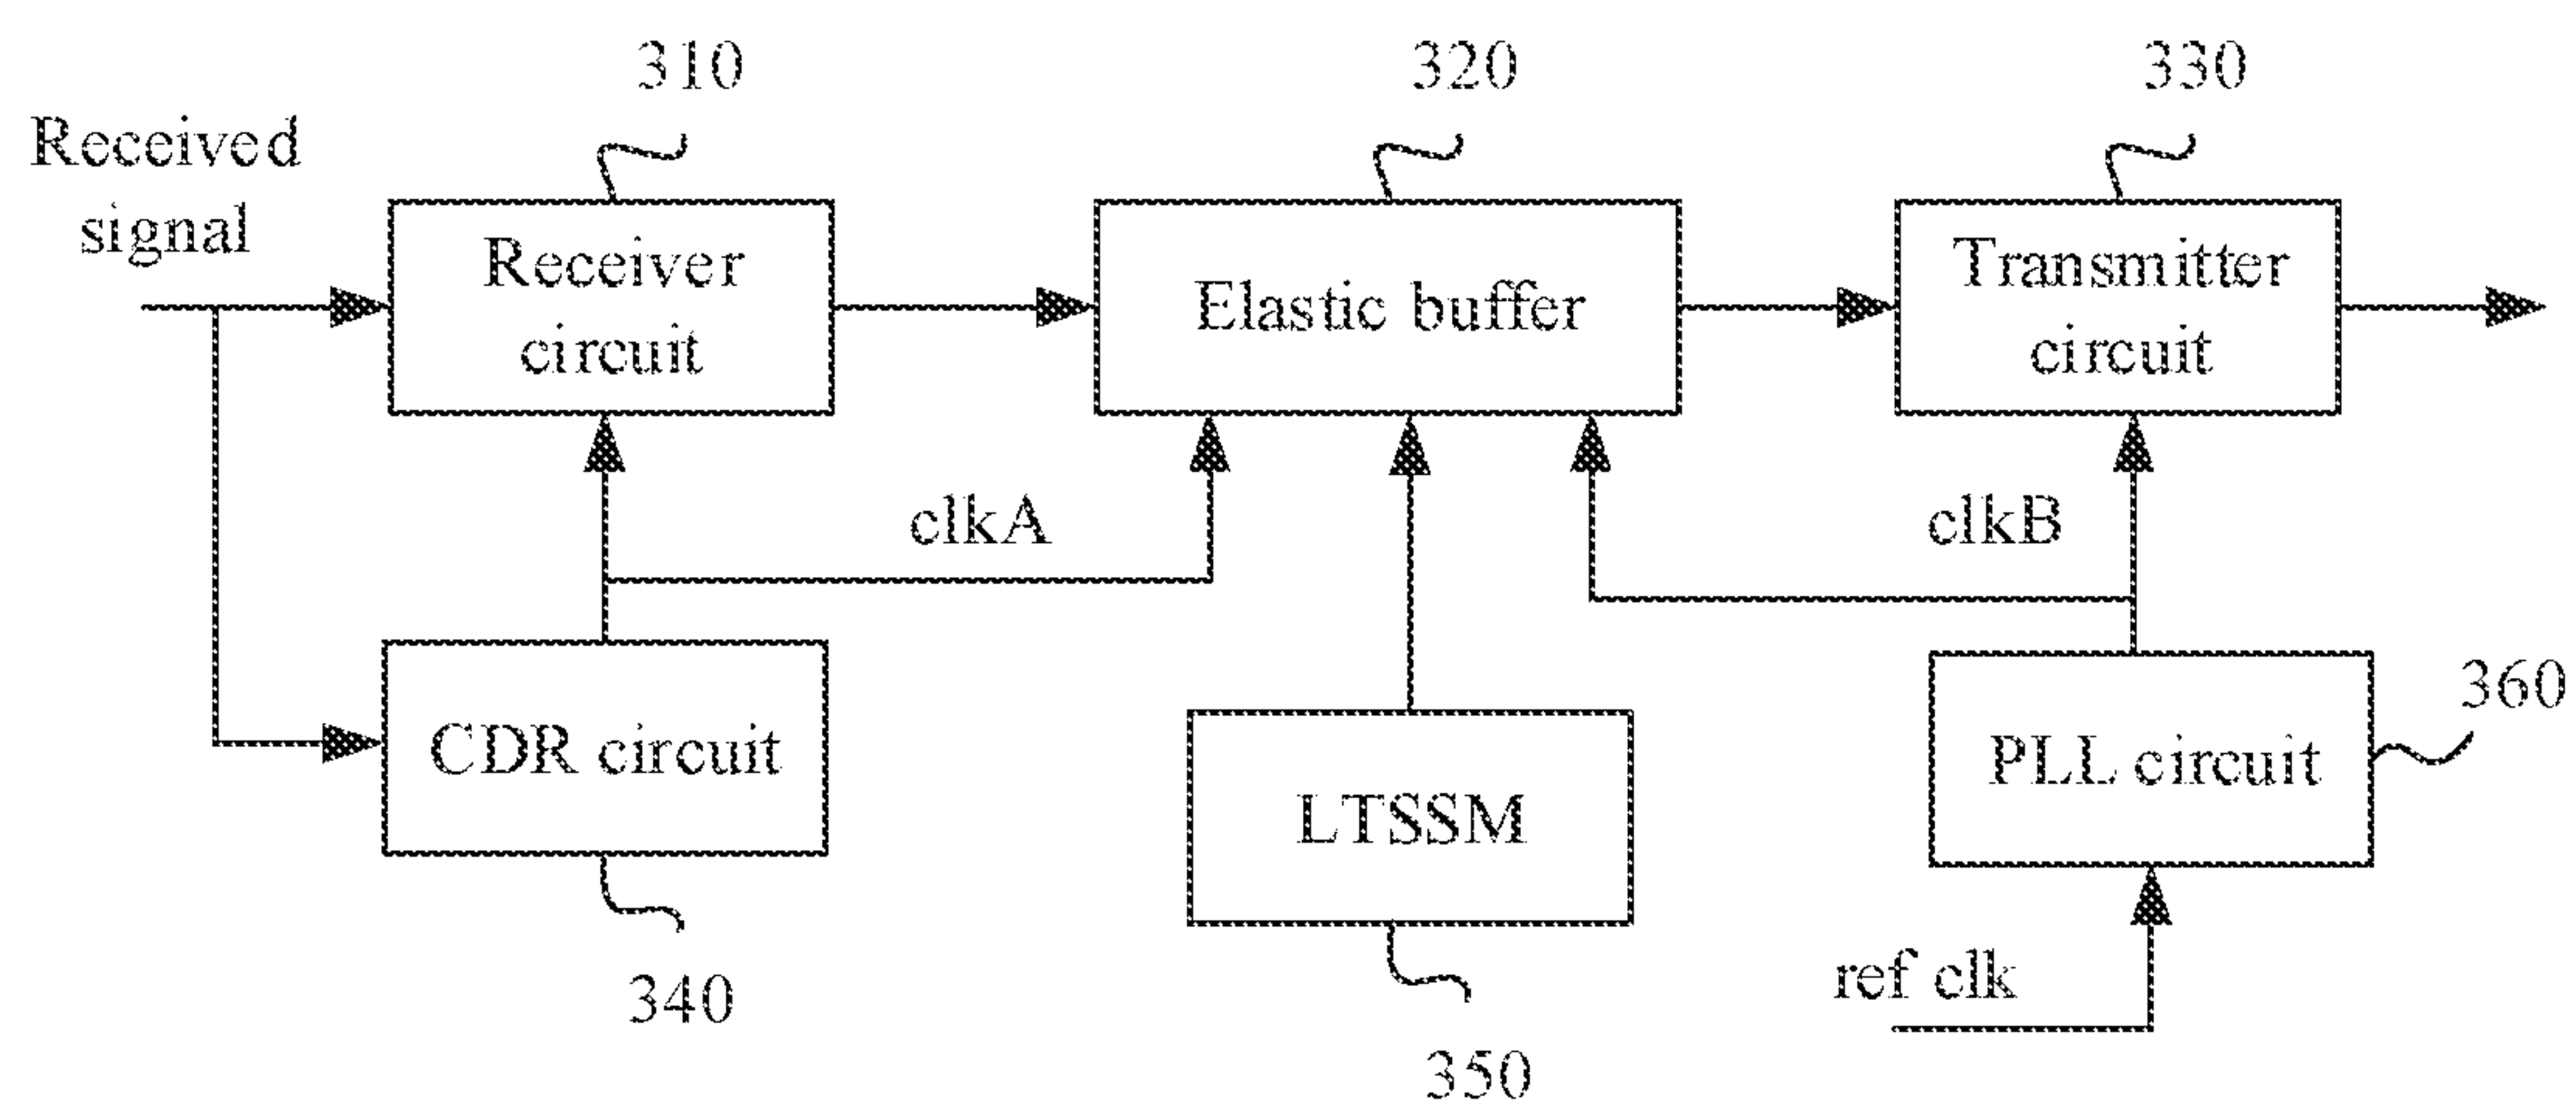 310
320
330
Received
signal
Receiver
circuit
Elastic buffer
Transmitter
circuit
clkA
clkB
CDR circuit
LTSSM
PLL circuit
360
ref clk
340
350